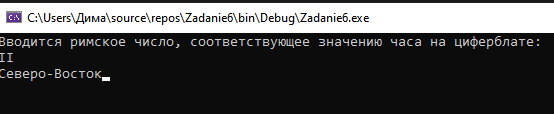 C:\Users\Дима\source\repos\Zadanie6\bin\Debug\Zadanie6.exe
Вводится римское число, соответствующее значению часа на циферблате:
II
Северо-Восток